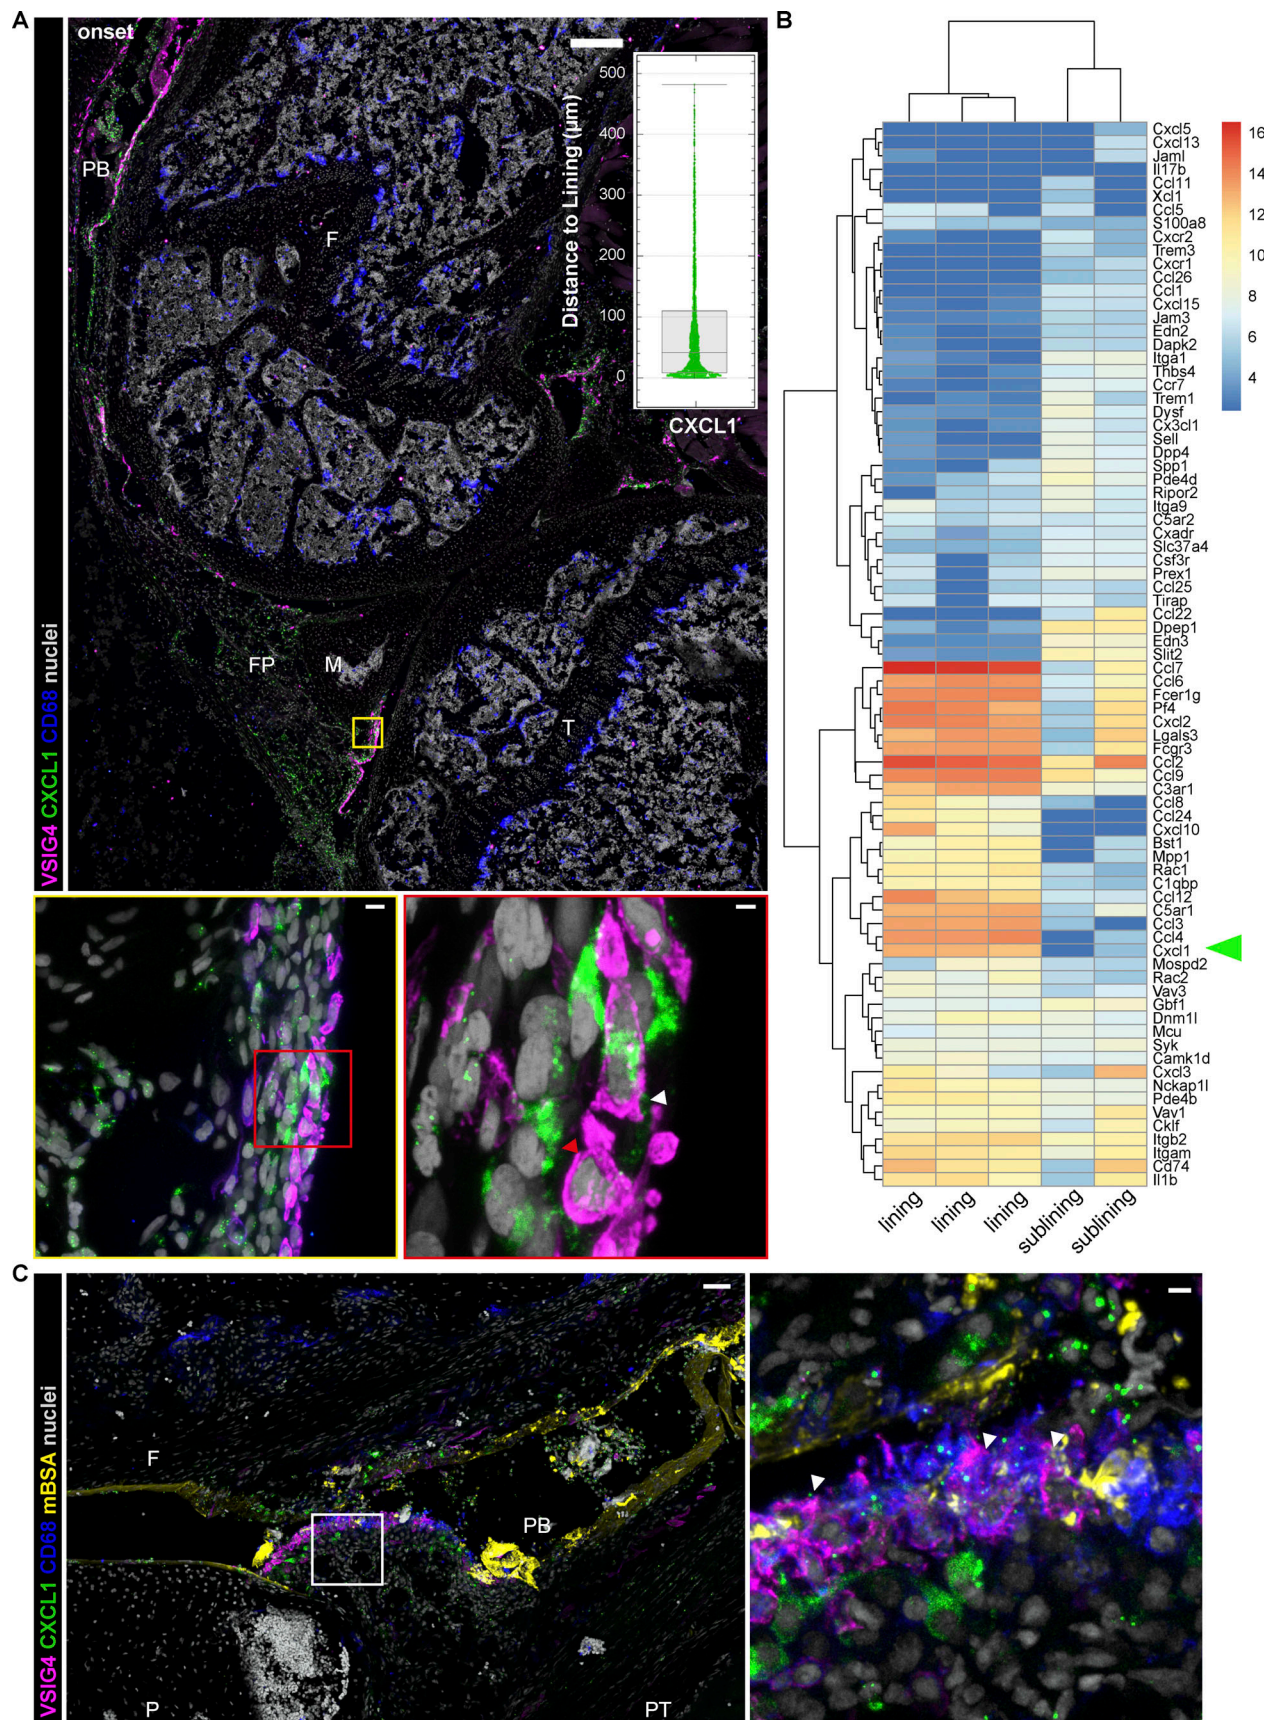 A
onset
VSIG4 CXCL1 CD68 nuclei
PB
F
FP
M
T
Distance to Lining (µm)
500
400
300
200
100
0
CXCL1
B
Cxcl5
Cxcl13
Jaml
Il17b
Ccl11
Xcl1
Ccl5
S100a8
Cxcr2
Trem3
Cxcr1
Ccl26
Ccl1
Cxcl15
Jam3
Edn2
Dapk2
Itga1
Thbs4
Ccr7
Trem1
Dysf
Cx3cl1
Sell
Dpp4
Spp1
Pde4d
Ripor2
Itga9
C5ar2
Cxadr
Slc37a4
Csf3r
Prex1
Ccl25
Tirap
Ccl22
Dpep1
Edn3
Slit2
Ccl7
Ccl6
Fcer1g
Pf4
Cxcl2
Lgals3
Fcgr3
Ccl2
Ccl9
C3ar1
Ccl8
Ccl24
Cxcl10
Bst1
Mpp1
Rac1
C1qbp
Ccl12
C5ar1
Ccl3
Ccl4
Cxcl1
Mospd2
Rac2
Vav3
Gbf1
Dnm1l
Mcu
Syk
Camk1d
Cxcl3
Nckap1l
Pde4b
Vav1
Cklf
Itgb2
Itgam
Cd74
Il1b
16
14
12
10
8
6
4
lining
lining
lining
sublining
sublining
C
VSIG4 CXCL1 CD68 mBSA nuclei
F
PB
P
PT